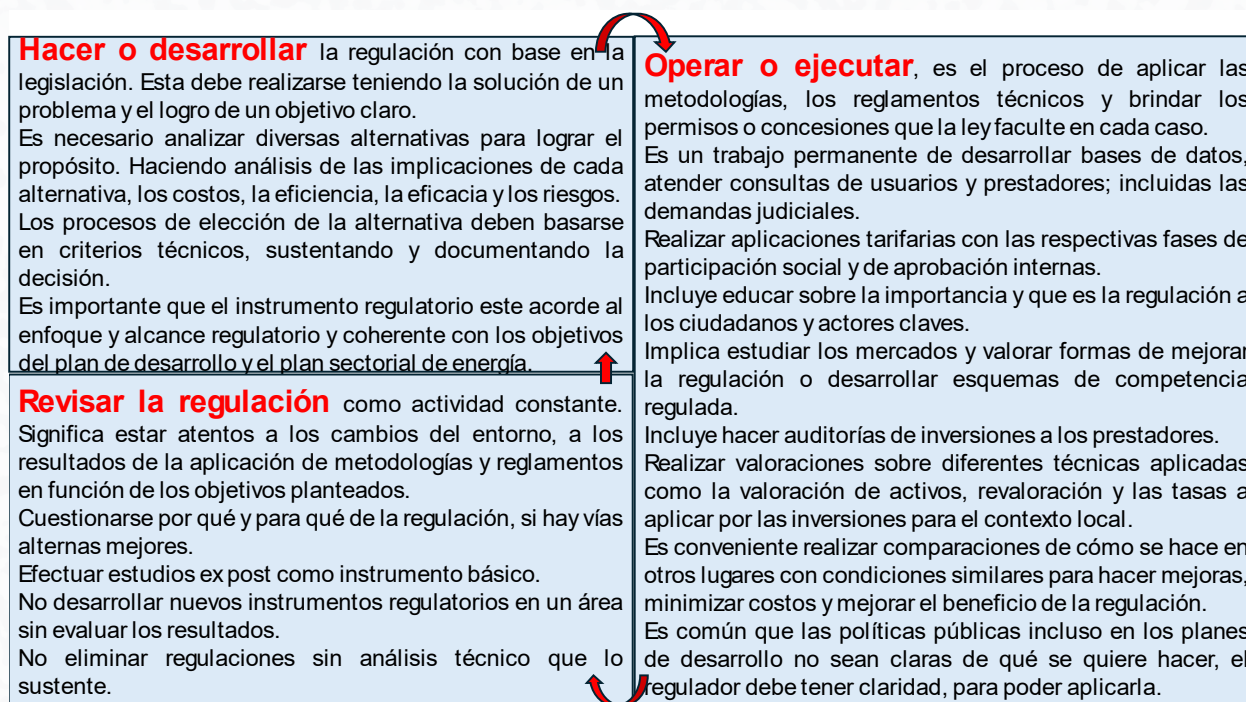 Hacer o desarrollar la regulación con base en la
legislación. Esta debe realizarse teniendo la solución de un
problema y el logro de un objetivo claro.
Es necesario analizar diversas alternativas para lograr el
propósito. Haciendo análisis de las implicaciones de cada
alternativa, los costos, la eficiencia, la eficacia y los riesgos.
Los procesos de elección de la alternativa deben basarse
en criterios técnicos, sustentando y documentando la
decisión.
Es importante que el instrumento regulatorio este acorde al
enfoque y alcance regulatorio y coherente con los objetivos
del plan de desarrollo y el plan sectorial de energía.
Revisar la regulación como actividad constante.
Significa estar atentos a los cambios del entorno, a los
resultados de la aplicación de metodologías y reglamentos
en función de los objetivos planteados.
Cuestionarse por qué y para qué de la regulación, si hay vías
alternas mejores.
Efectuar estudios ex post como instrumento básico.
No desarrollar nuevos instrumentos regulatorios en un área
sin evaluar los resultados.
No eliminar regulaciones sin análisis técnico que lo
sustente.
Operar o ejecutar, es el proceso de aplicar las
metodologías, los reglamentos técnicos y brindar los
permisos o concesiones que la ley faculte en cada caso.
Es un trabajo permanente de desarrollar bases de datos,
atender consultas de usuarios y prestadores; incluidas las
demandas judiciales.
Realizar aplicaciones tarifarias con las respectivas fases de
participación social y de aprobación internas.
Incluye educar sobre la importancia y que es la regulación a
los ciudadanos y actores claves.
Implica estudiar los mercados y valorar formas de mejorar
la regulación o desarrollar esquemas de competencia
regulada.
Incluye hacer auditorías de inversiones a los prestadores.
Realizar valoraciones sobre diferentes técnicas aplicadas
como la valoración de activos, revaloración y las tasas a
aplicar por las inversiones para el contexto local.
Es conveniente realizar comparaciones de cómo se hace en
otros lugares con condiciones similares para hacer mejoras,
minimizar costos y mejorar el beneficio de la regulación.
Es común que las políticas públicas incluso en los planes
de desarrollo no sean claras de qué se quiere hacer, el
regulador debe tener claridad, para poder aplicarla.